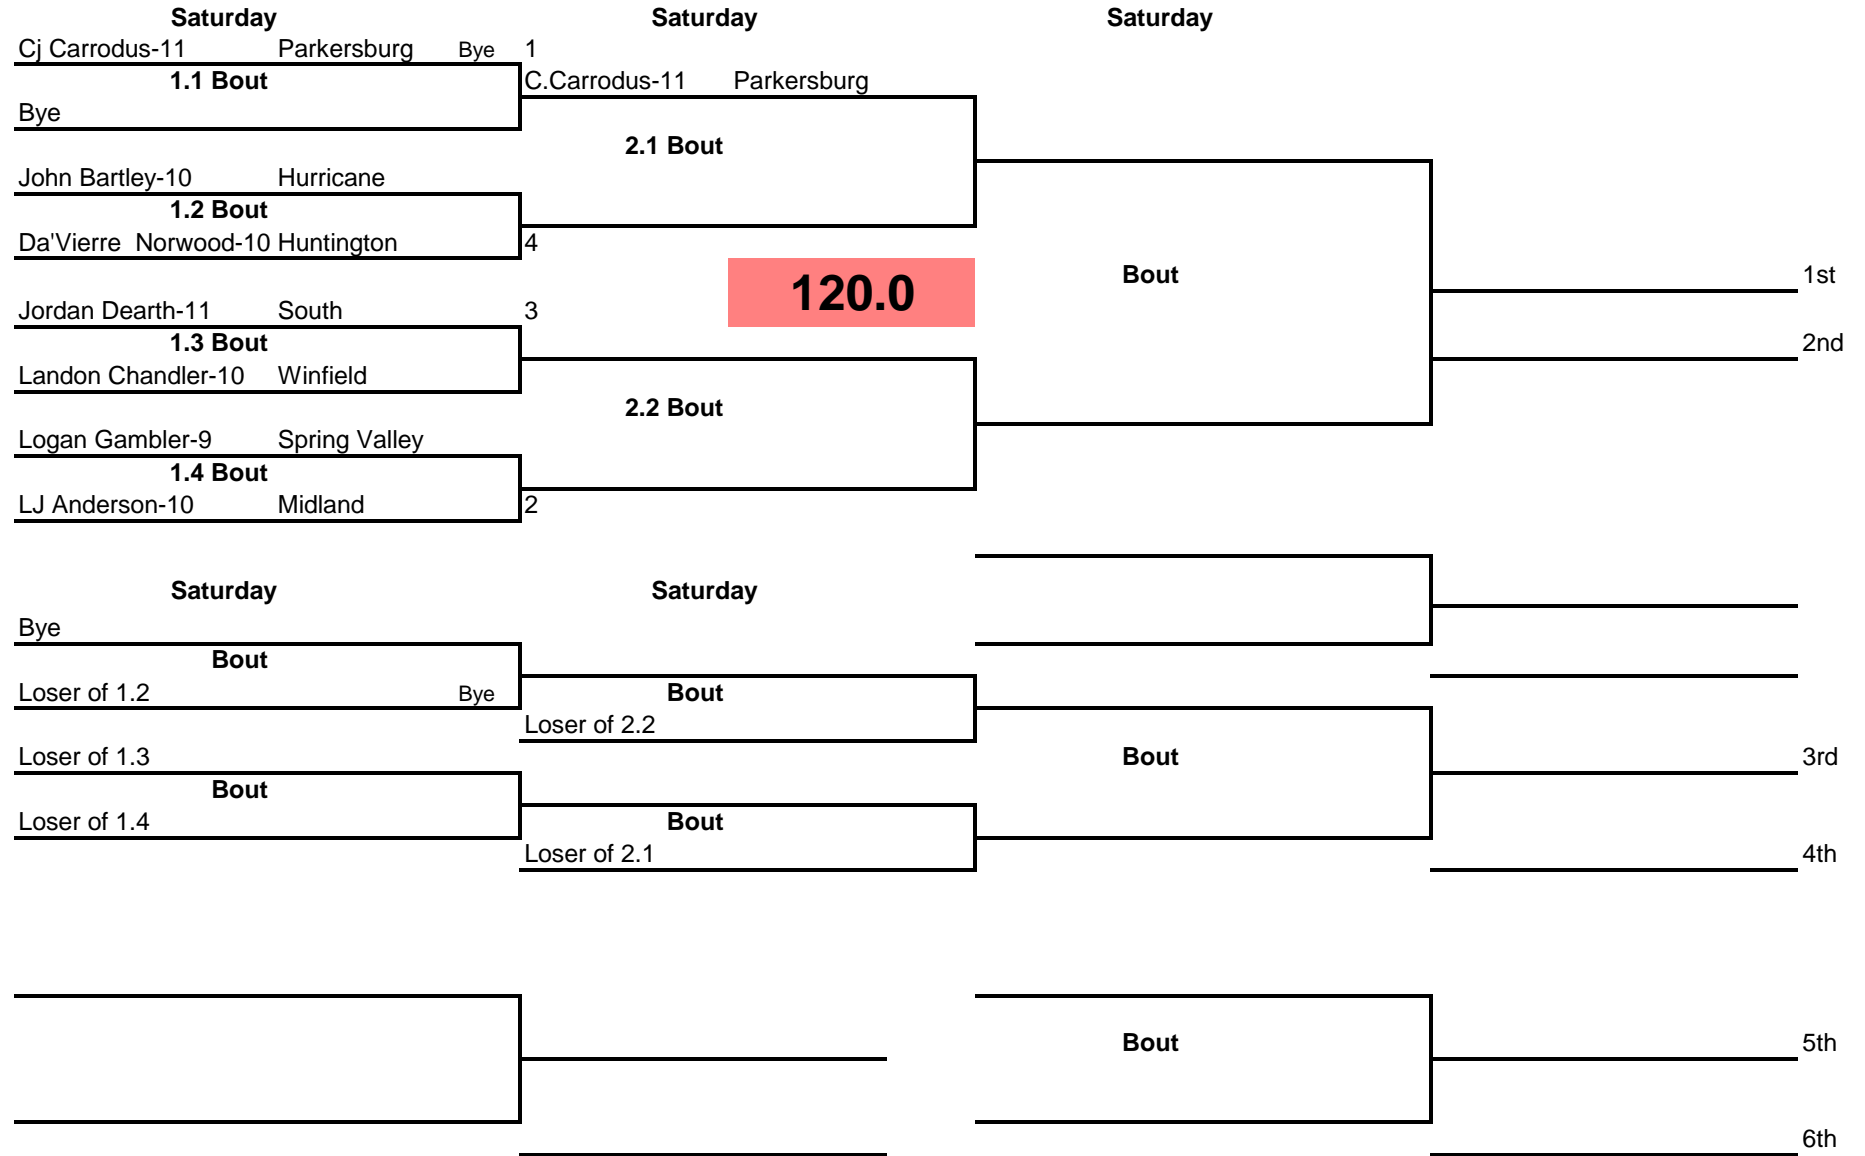 Saturday Saturday Saturday
Cj Carrodus-11 Parkersburg Bye 1
1.1 Bout C.Carrodus-11 Parkersburg
Bye
2.1 Bout
John Bartley-10 Hurricane
1.2 Bout
Da'Vierre Norwood-10 Huntington 4
120.0 Bout 1st
Jordan Dearth-11 South 3
1.3 Bout 2nd
Landon Chandler-10 Winfield
2.2 Bout
Logan Gambler-9 Spring Valley
1.4 Bout
LJ Anderson-10 Midland 2
Saturday Saturday
Bye
Bout
Loser of 1.2 Bye Bout
Loser of 2.2
Loser of 1.3 Bout 3rd
Bout
Loser of 1.4 Bout
Loser of 2.1 4th
Bout 5th
6th